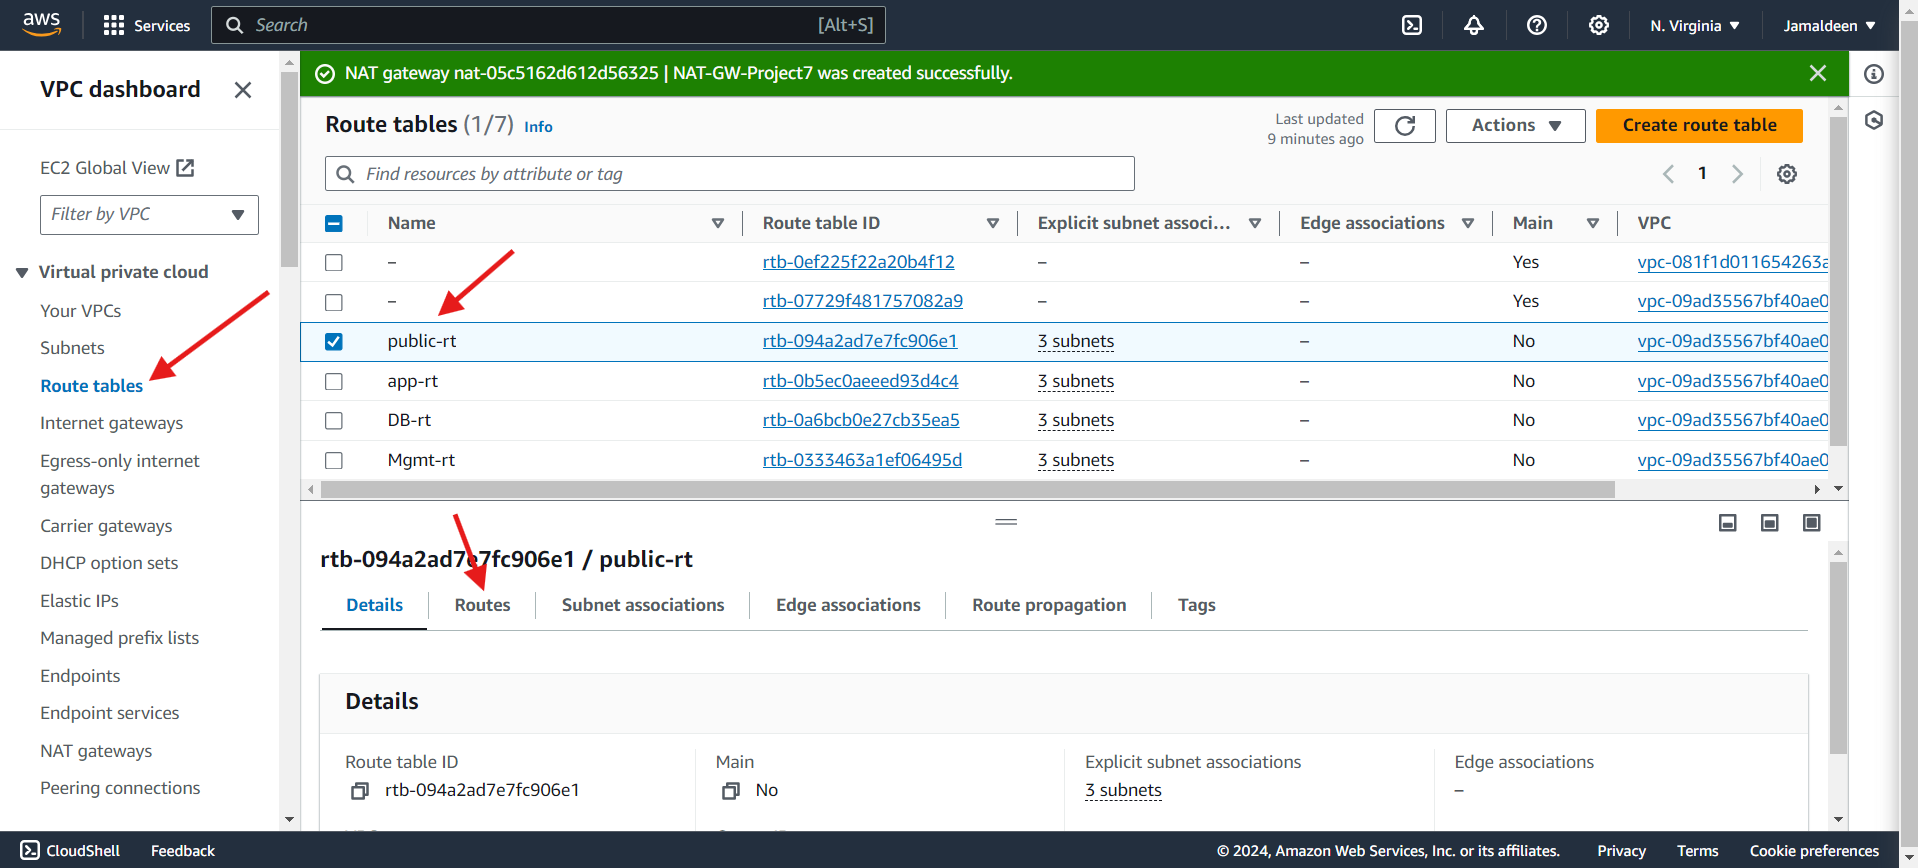 aws
Services
Search
[Alt+S]
N. Virginia
Jamaldeen
VPC dashboard
EC2 Global View
Filter by VPC
Virtual private cloud
Your VPCs
Subnets
Route tables
Internet gateways
Egress-only internet
gateways
Carrier gateways
DHCP option sets
Elastic IPs
Managed prefix lists
Endpoints
Endpoint services
NAT gateways
Peering connections
NAT gateway nat-05c5162d612d56325 | NAT-GW-Project7 was created successfully.
Route tables (1/7) Info
Last updated
9 minutes ago
Actions
Create route table
Find resources by attribute or tag
1
Name Route table ID Explicit subnet associ... Edge associations Main VPC
– rtb-0ef225f22a20b4f12 – – Yes vpc-081f1d011654263a
– rtb-07729f481757082a9 – – Yes vpc-09ad35567bf40ae0
public-rt rtb-094a2ad7e7fc906e1 3 subnets – No vpc-09ad35567bf40ae0
app-rt rtb-0b5ec0aeeed93d4c4 3 subnets – No vpc-09ad35567bf40ae0
DB-rt rtb-0a6bcb0e27cb35ea5 3 subnets – No vpc-09ad35567bf40ae0
Mgmt-rt rtb-0333463a1ef06495d 3 subnets – No vpc-09ad35567bf40ae0
rtb-094a2ad7e7fc906e1 / public-rt
Details Routes Subnet associations Edge associations Route propagation Tags
Details
Route table ID Main Explicit subnet associations Edge associations
rtb-094a2ad7e7fc906e1 No 3 subnets –
CloudShell Feedback © 2024, Amazon Web Services, Inc. or its affiliates. Privacy Terms Cookie preferences